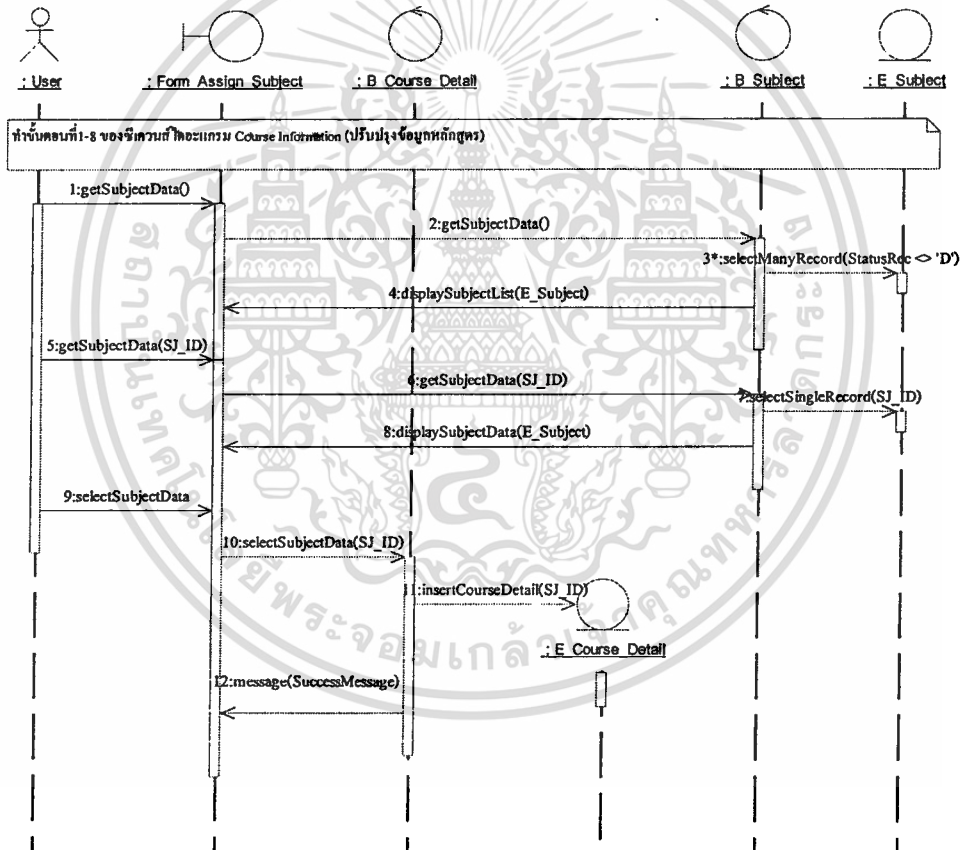 : User
: Form Assign Subject
: B Course Detail
: B Subject
: E Subject
ทำขั้นตอนที่1-8 ของซีเควนส์ไดอะแกรม Course Information (ปรับปรุงข้อมูลหลักสูตร)
1:getSubjectData()
2:getSubjectData()
3*:selectManyRecord(StatusRec <> 'D')
4:displaySubjectList(E_Subject)
5:getSubjectData(SJ_ID)
6:getSubjectData(SJ_ID)
7:selectSingleRecord(SJ_ID)
8:displaySubjectData(E_Subject)
9:selectSubjectData
10:selectSubjectData(SJ_ID)
11:insertCourseDetail(SJ_ID)
: E Course Detail
12:message(SuccessMessage)